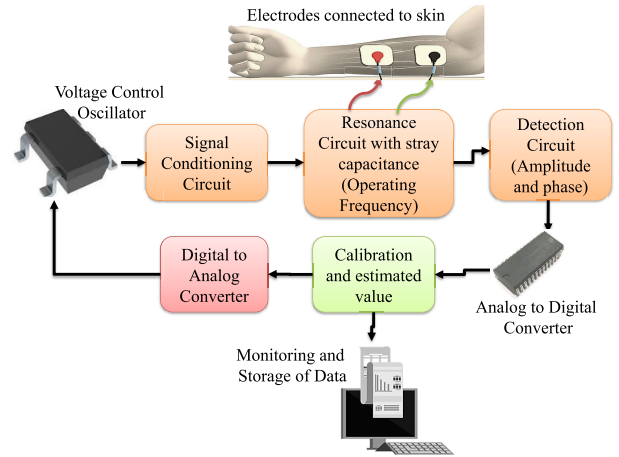 Electrodes connected to skin
Voltage Control
Oscillator
Signal
Conditioning
Circuit
Resonance
Circuit with stray
capacitance
(Operating
Frequency)
Detection
Circuit
(Amplitude
and phase)
Digital to
Analog
Converter
Calibration
and estimated
value
Analog to Digital
Converter
Monitoring and
Storage of Data